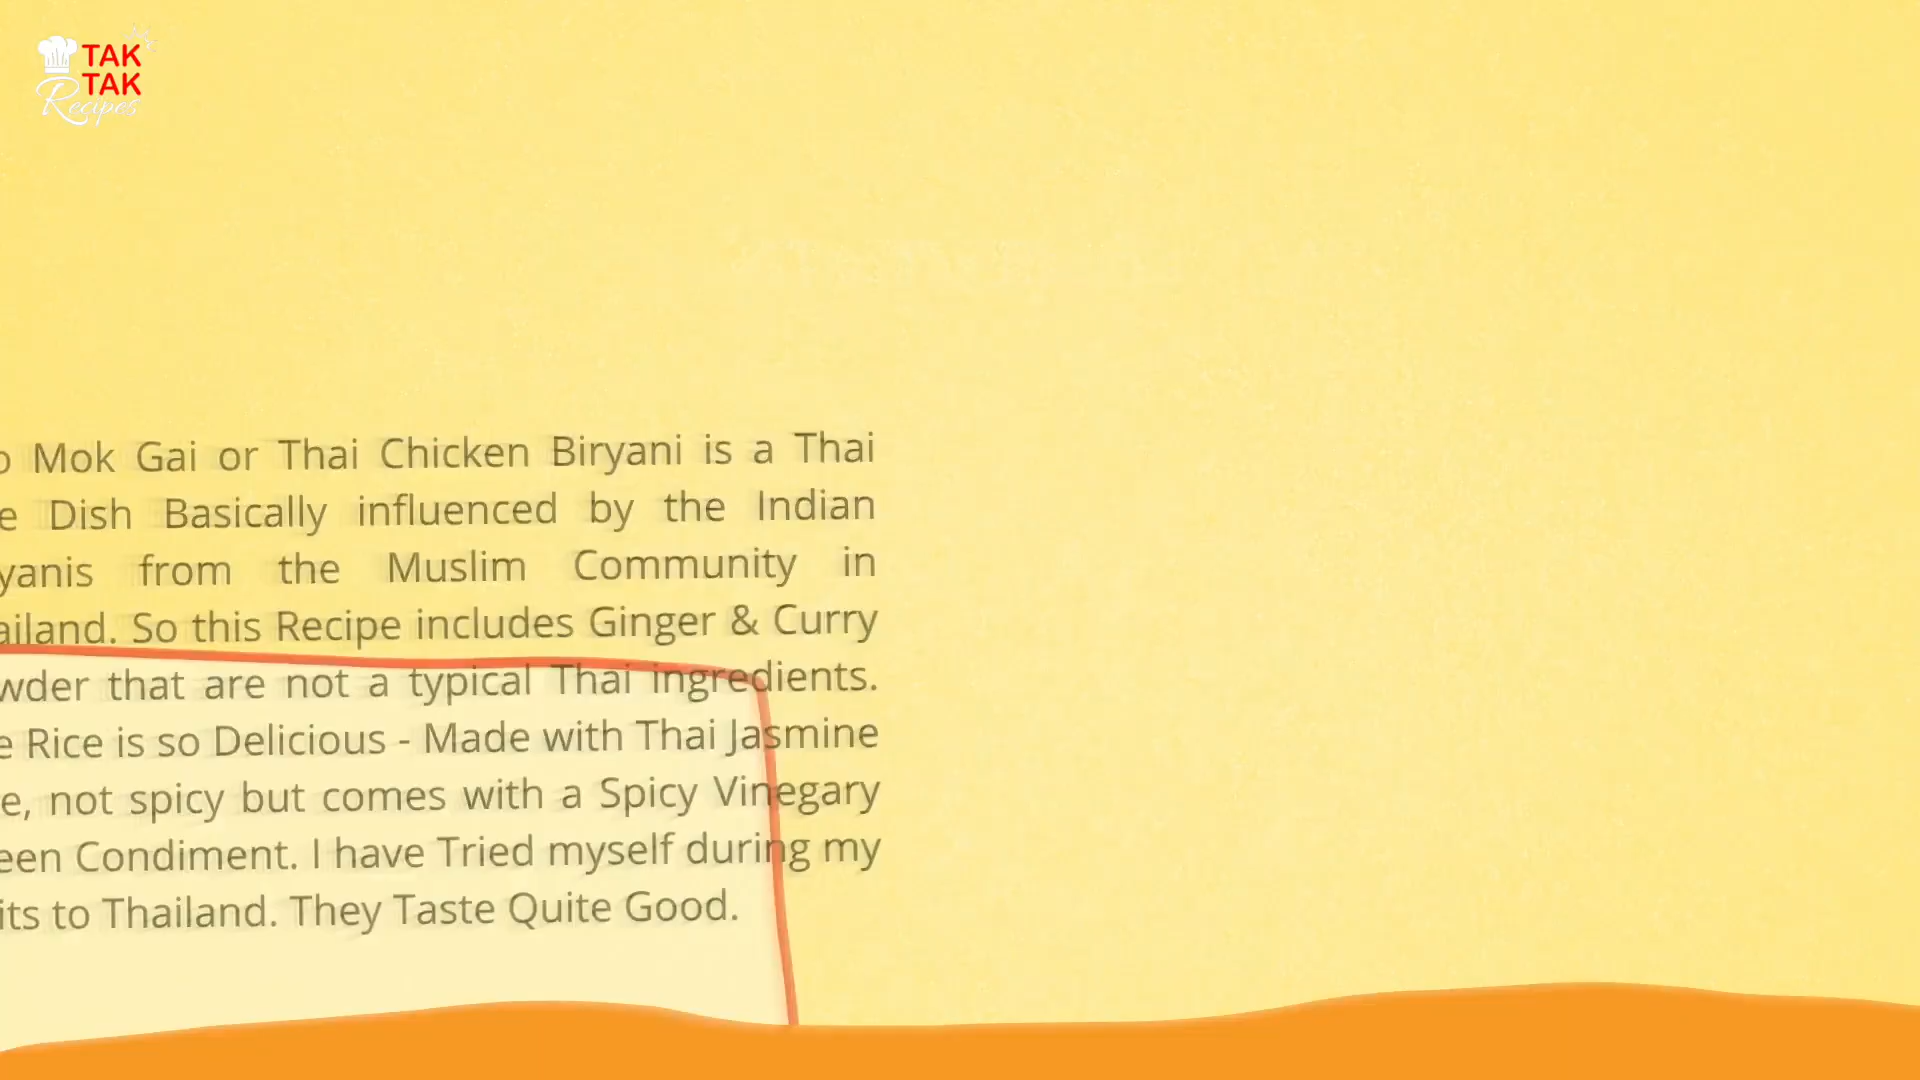 TAK
TAK
Recipes
o Mok Gai or Thai Chicken Biryani is a Thai
e Dish Basically influenced by the Indian
yanis from the Muslim Community in
ailand. So this Recipe includes Ginger & Curry
wder that are not a typical Thai ingredients.
e Rice is so Delicious - Made with Thai Jasmine
e, not spicy but comes with a Spicy Vinegary
een Condiment. I have Tried myself during my
its to Thailand. They Taste Quite Good.